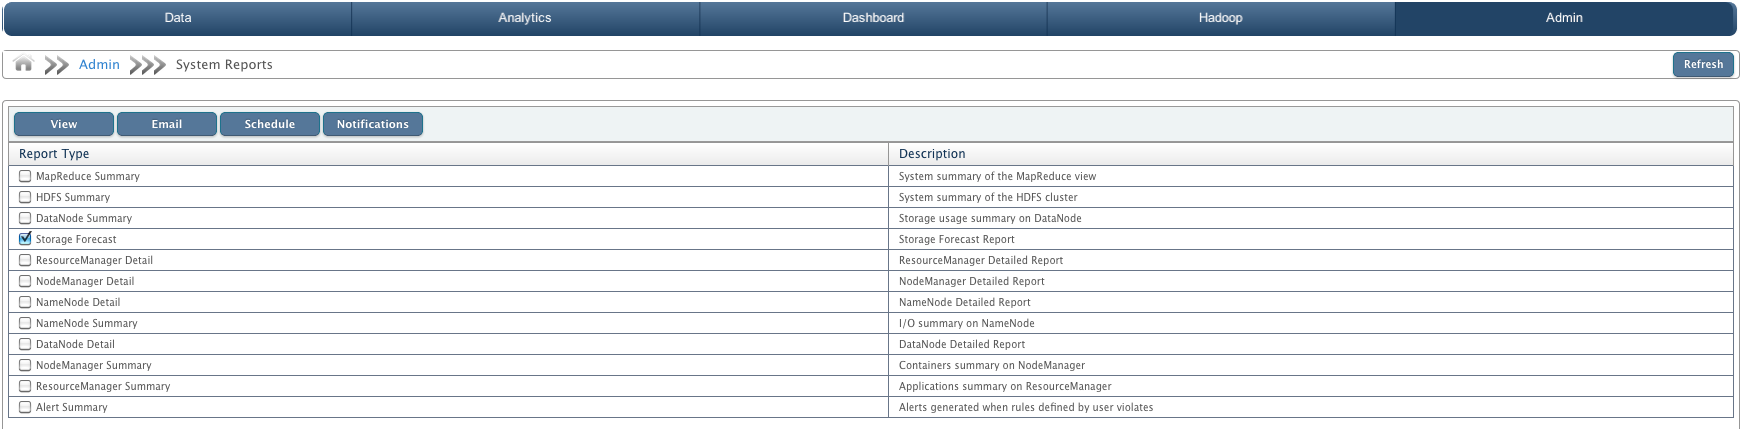 Data Analytics Dashboard Hadoop Admin
Admin System Reports Refresh
View Email Schedule Notifications
Report Type Description
MapReduce Summary System summary of the MapReduce view
HDFS Summary System summary of the HDFS cluster
DataNode Summary Storage usage summary on DataNode
Storage Forecast Storage Forecast Report
ResourceManager Detail ResourceManager Detailed Report
NodeManager Detail NodeManager Detailed Report
NameNode Detail NameNode Detailed Report
NameNode Summary I/O summary on NameNode
DataNode Detail DataNode Detailed Report
NodeManager Summary Containers summary on NodeManager
ResourceManager Summary Applications summary on ResourceManager
Alert Summary Alerts generated when rules defined by user violates